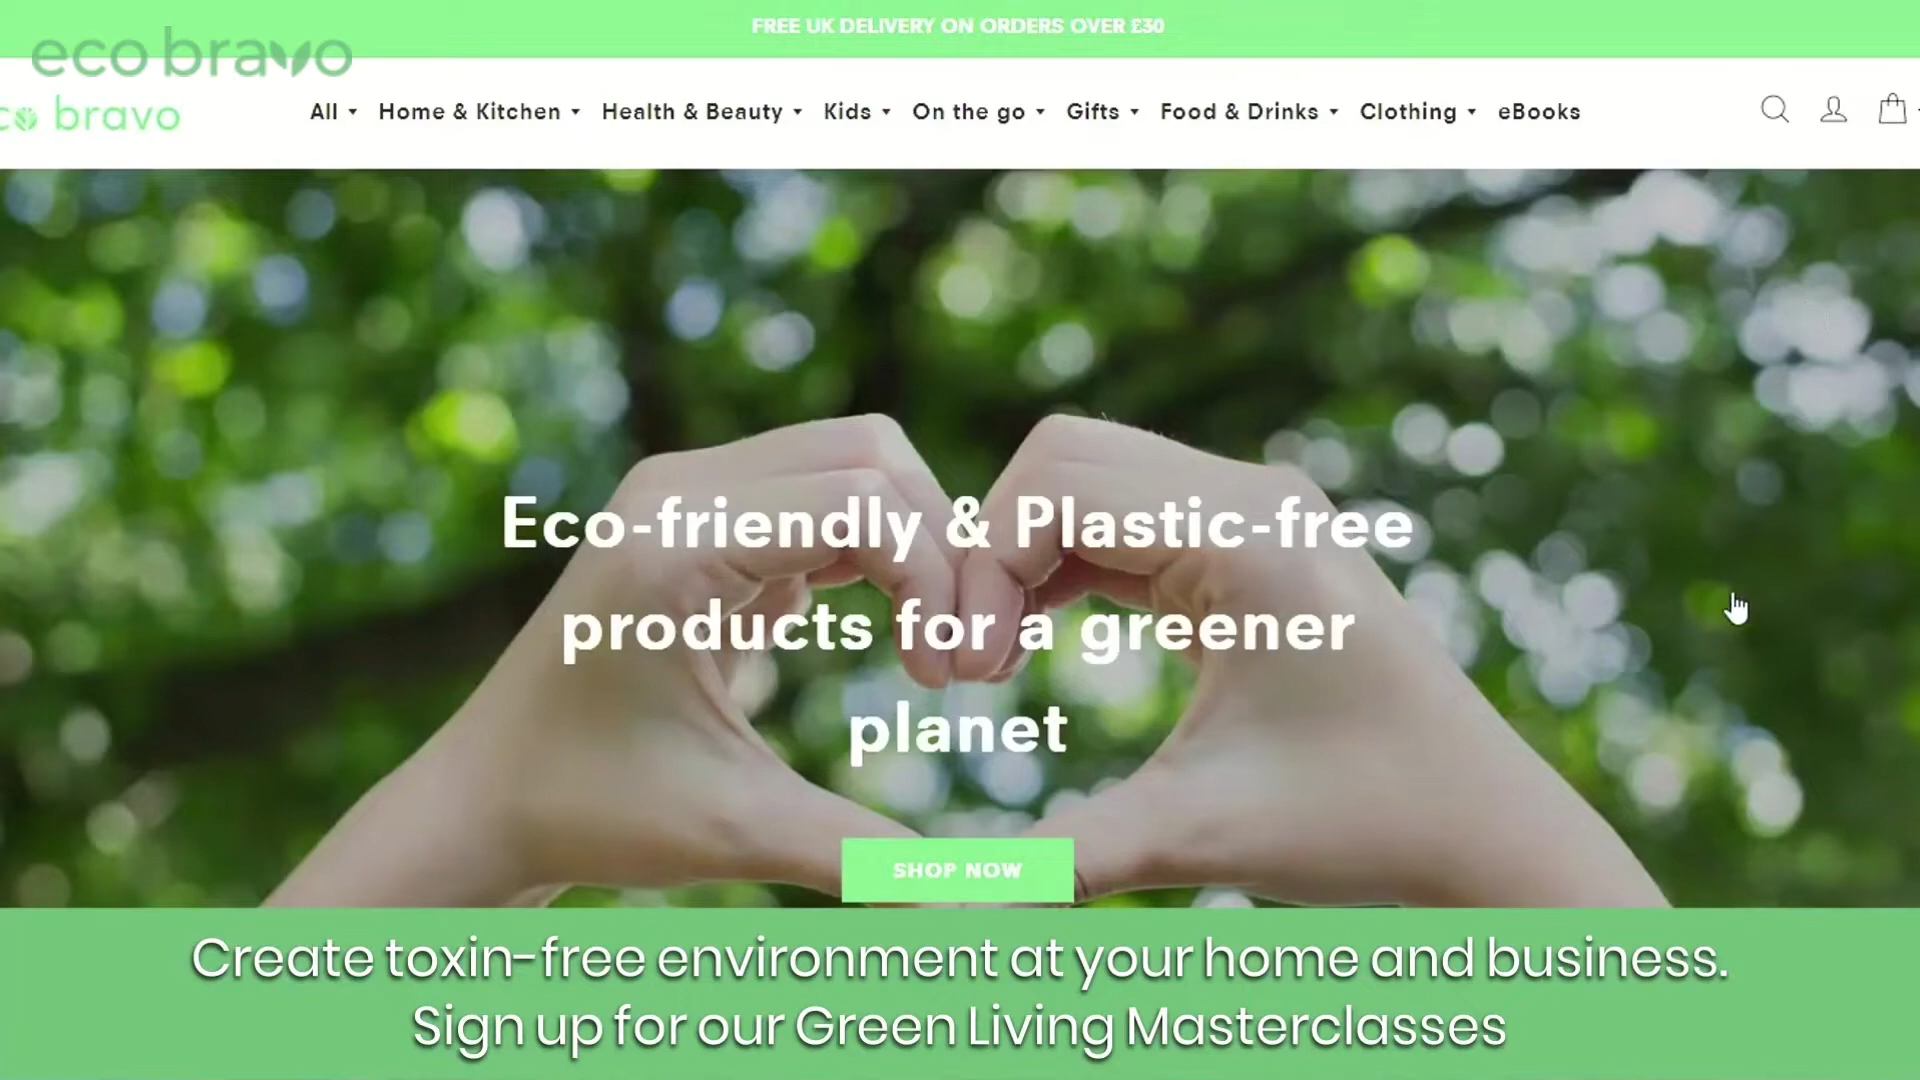 FREE UK DELIVERY ON ORDERS OVER £30
eco bravo
co bravo
All Home & Kitchen Health & Beauty Kids On the go Gifts Food & Drinks Clothing eBooks
Eco-friendly & Plastic-free
products for a greener
planet
SHOP NOW
Create toxin-free environment at your home and business.
Sign up for our Green Living Masterclasses